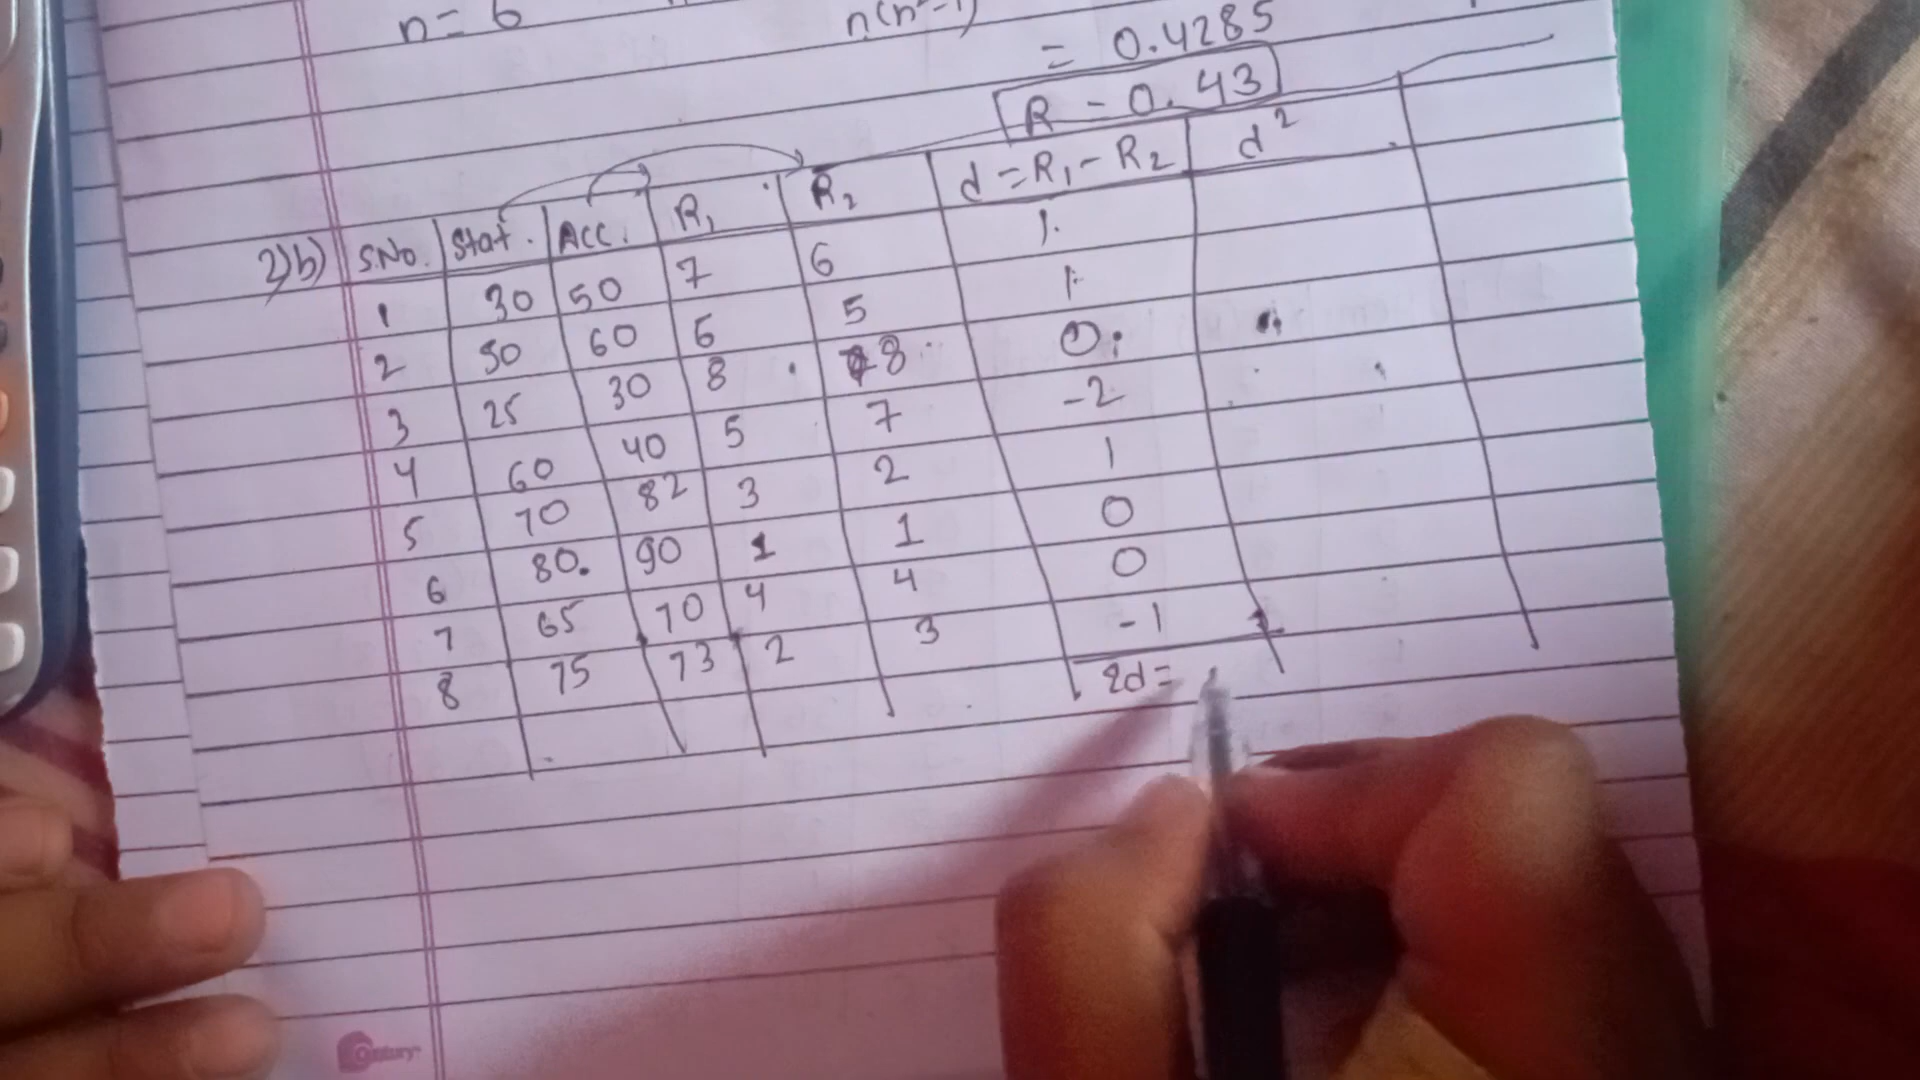 n = 6
n(n²-1)
= 0.4285
R = 0.43
2)b) S.No. Stat. Acc. R₁ R₂ d = R₁ - R₂ d²
1 30 50 7 6 1
2 50 60 6 5 1
3 25 30 8 8 0
4 60 40 5 7 -2
5 70 82 3 2 1
6 80 90 1 1 0
7 65 70 4 4 0
8 75 73 2 3 -1
Σd =
Century